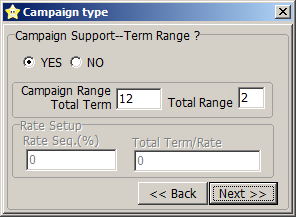 Campaign type
Campaign Support--Term Range ?
YES NO
Campaign Range
Total Term 12 Total Range 2
Rate Setup
Rate Seq.(%) Total Term/Rate
0 0
<< Back Next >>